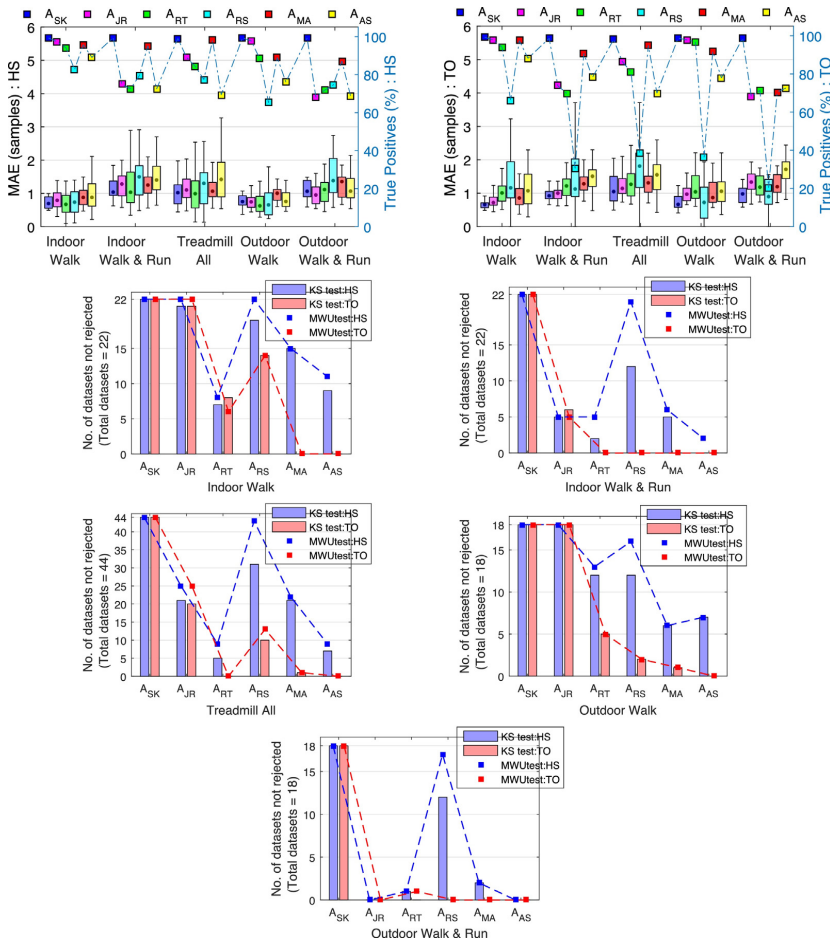 A_SK A_JR A_RT A_RS A_MA A_AS
MAE (samples) : HS
6
5
4
3
2
1
0
100
80
60
40
20
0
True Positives (%) : HS
Indoor Walk
Indoor Walk & Run
Treadmill All
Outdoor Walk
Outdoor Walk & Run
A_SK A_JR A_RT A_RS A_MA A_AS
MAE (samples) : TO
6
5
4
3
2
1
0
100
80
60
40
20
0
True Positives (%) : TO
Indoor Walk
Indoor Walk & Run
Treadmill All
Outdoor Walk
Outdoor Walk & Run
No. of datasets not rejected
(Total datasets = 22)
22
15
10
5
0
KS test:HS
KS test:TO
MWUtest:HS
MWUtest:TO
A_SK A_JR A_RT A_RS A_MA A_AS
Indoor Walk
No. of datasets not rejected
(Total datasets = 22)
22
15
10
5
0
KS test:HS
KS test:TO
MWUtest:HS
MWUtest:TO
A_SK A_JR A_RT A_RS A_MA A_AS
Indoor Walk & Run
No. of datasets not rejected
(Total datasets = 44)
44
40
30
25
20
10
5
0
KS test:HS
KS test:TO
MWUtest:HS
MWUtest:TO
A_SK A_JR A_RT A_RS A_MA A_AS
Treadmill All
No. of datasets not rejected
(Total datasets = 18)
18
15
10
5
0
KS test:HS
KS test:TO
MWUtest:HS
MWUtest:TO
A_SK A_JR A_RT A_RS A_MA A_AS
Outdoor Walk
No. of datasets not rejected
(Total datasets = 18)
18
15
10
5
0
KS test:HS
KS test:TO
MWUtest:HS
MWUtest:TO
A_SK A_JR A_RT A_RS A_MA A_AS
Outdoor Walk & Run